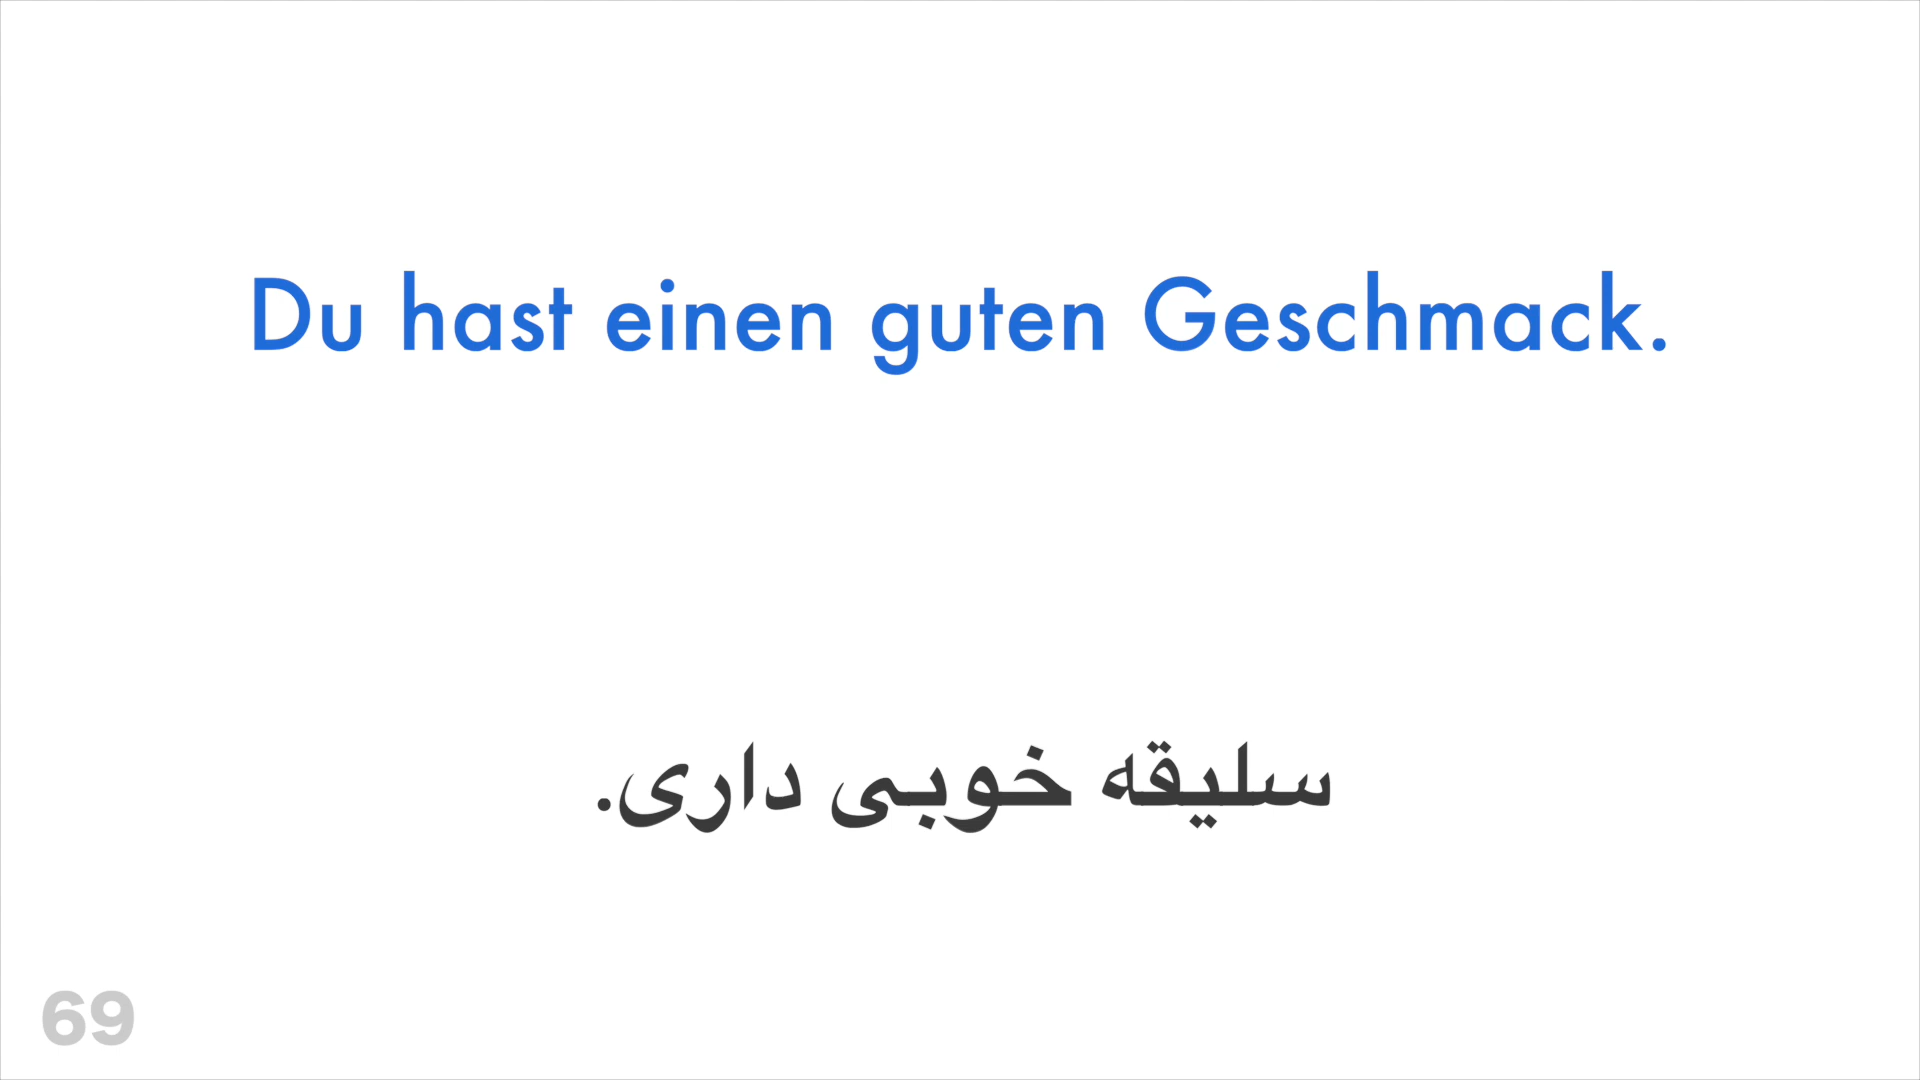 Du hast einen guten Geschmack.
سلیقه خوبی داری.
69